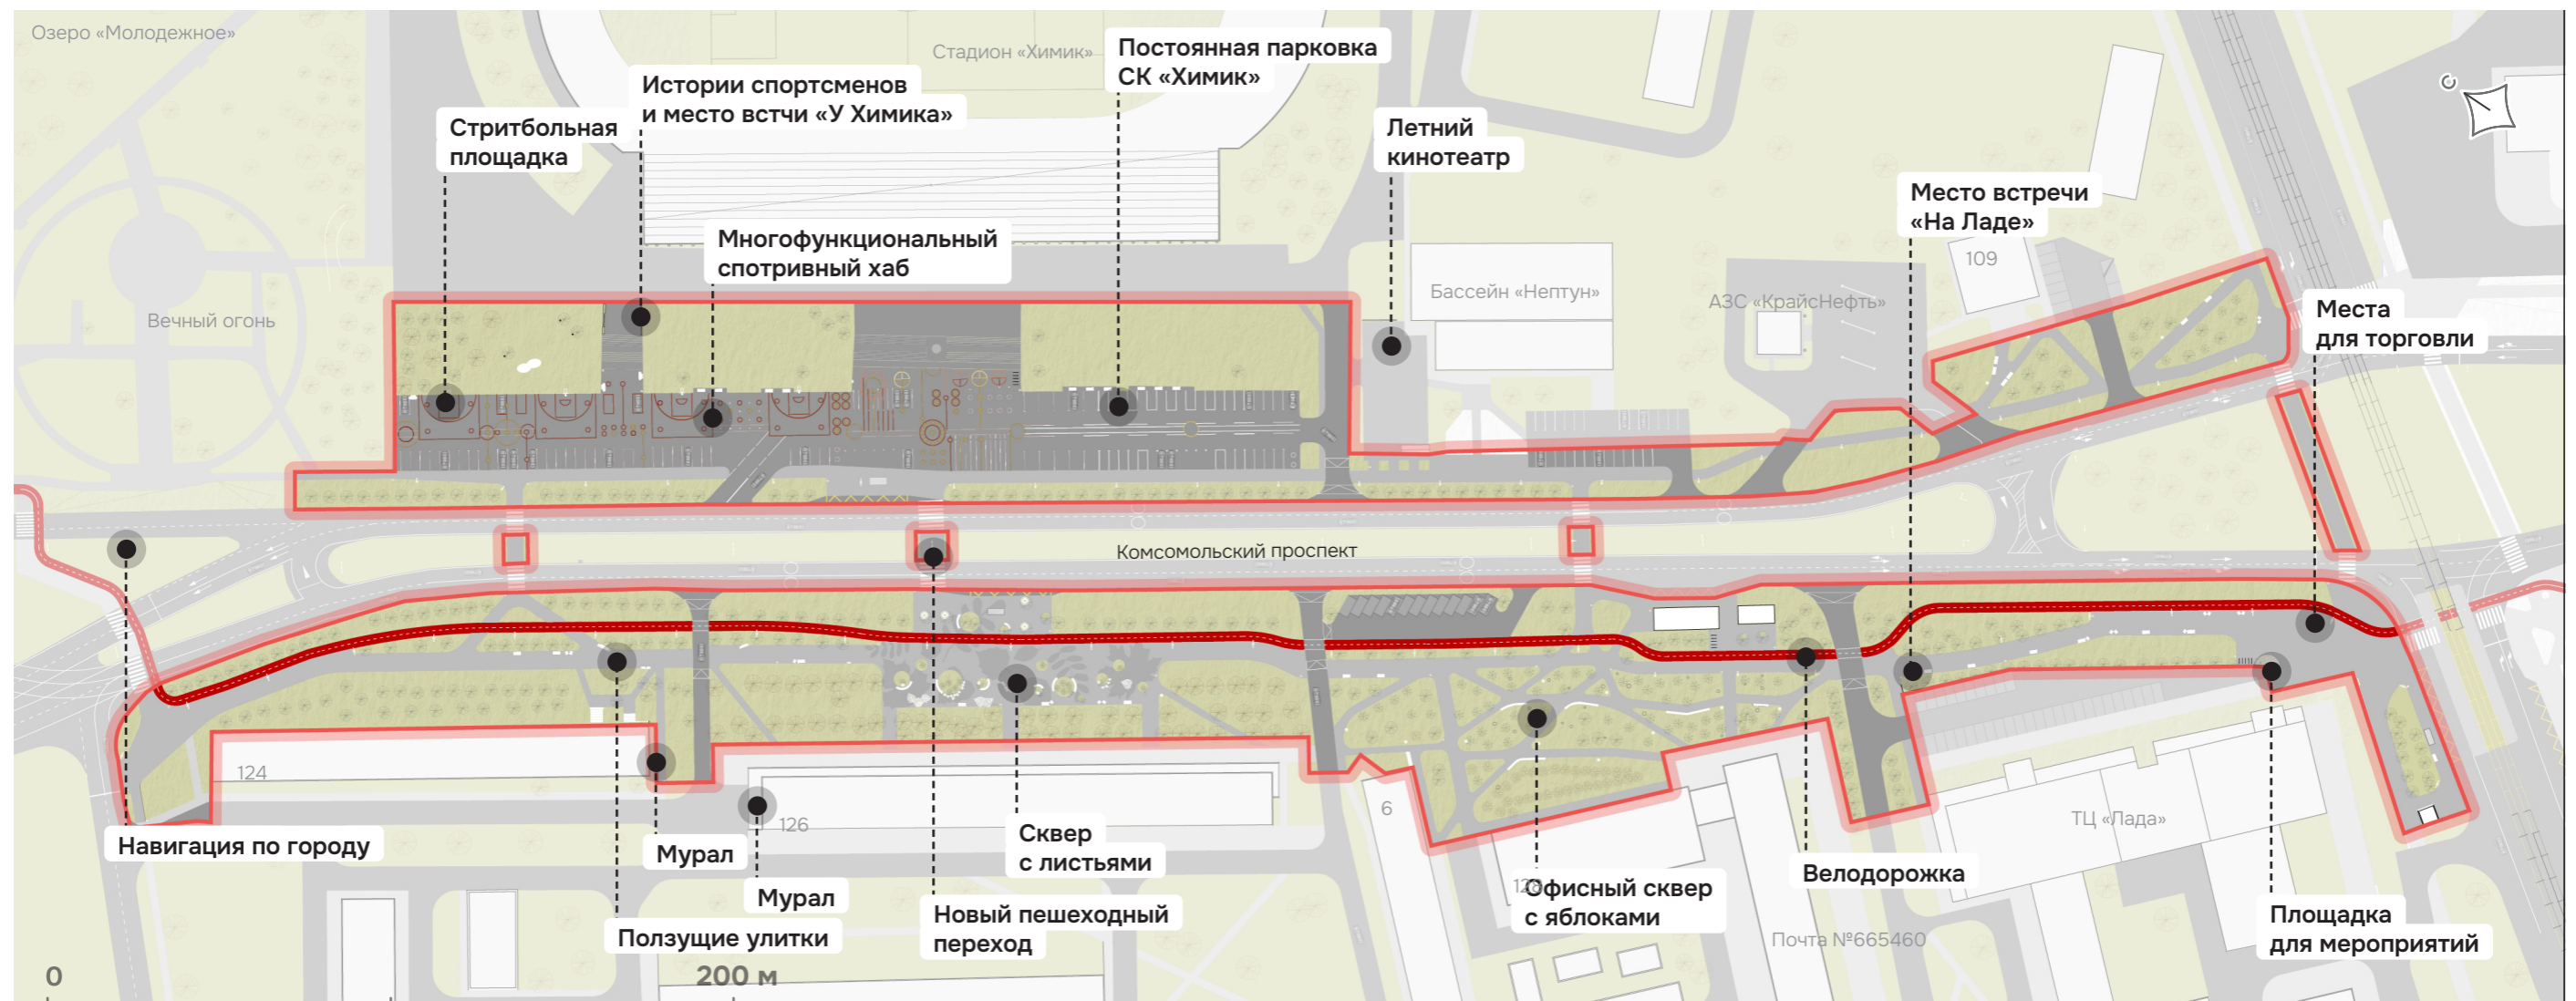 Озеро «Молодежное»
Стадион «Химик»
Постоянная парковка
СК «Химик»
Истории спортсменов
и место встчи «У Химика»
Стритбольная
площадка
Летний
кинотеатр
С
Место встречи
«На Ладе»
Многофункциональный
спотривный хаб
109
Бассейн «Нептун»
АЗС «КрайсНефть»
Места
для торговли
Вечный огонь
Комсомольский проспект
124
126
6
128
ТЦ «Лада»
Навигация по городу
Мурал
Мурал
Сквер
с листьями
Велодорожка
Офисный сквер
с яблоками
Новый пешеходный
переход
Ползущие улитки
Площадка
для мероприятий
Почта №665460
0
200 м